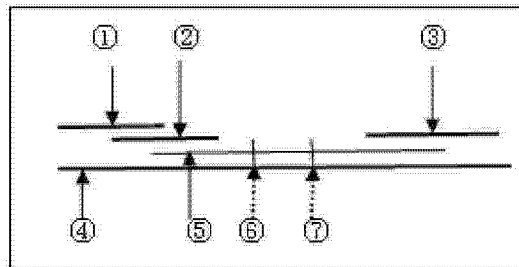 ① ② ③
④ ⑤ ⑥ ⑦